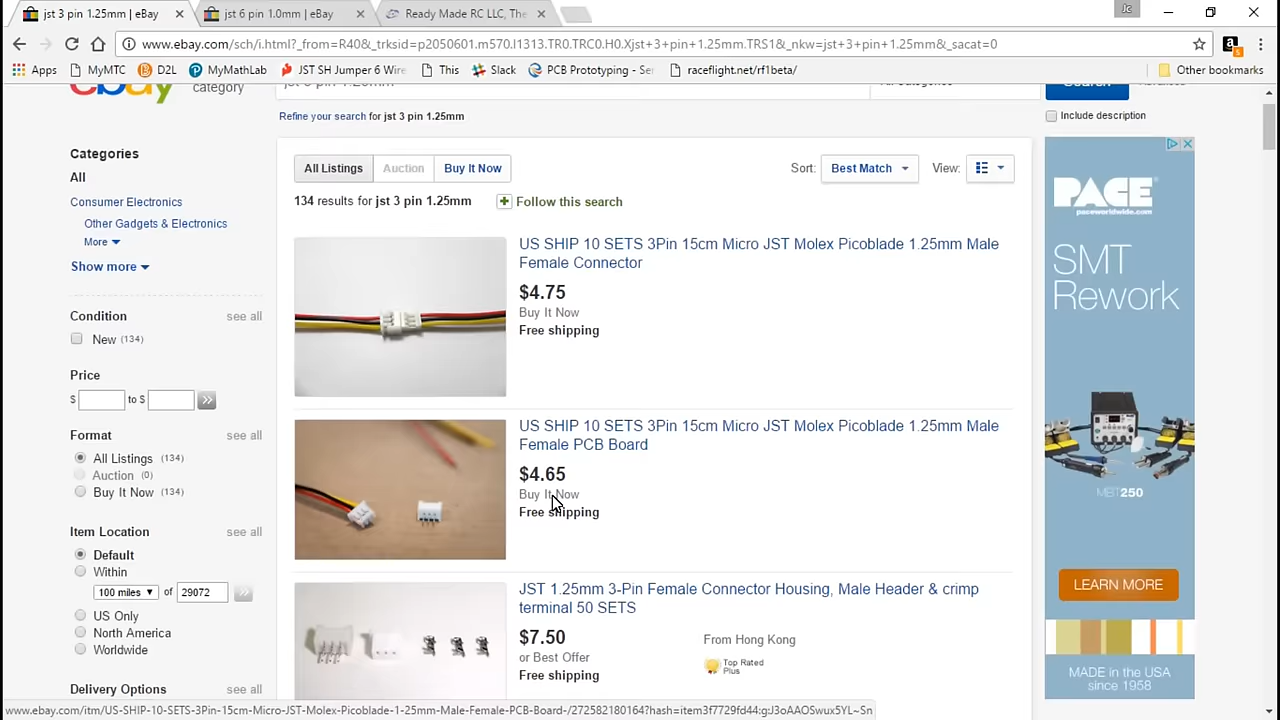 jst 3 pin 1.25mm | eBay
jst 6 pin 1.0mm | eBay
Ready Made RC LLC, The
Jc
www.ebay.com/sch/i.html?_from=R40&_trksid=p2050601.m570.l1313.TR0.TRC0.H0.Xjst+3+pin+1.25mm.TRS1&_nkw=jst+3+pin+1.25mm&_sacat=0
Apps
MyMTC
D2L
MyMathLab
JST SH Jumper 6 Wire
This
Slack
PCB Prototyping - Ser
raceflight.net/rf1beta/
Other bookmarks
ebay
category
Include description
Refine your search for jst 3 pin 1.25mm
Categories
All
Consumer Electronics
Other Gadgets & Electronics
More
Show more
Condition see all
New (134)
Price
$ to $
Format see all
All Listings (134)
Auction (0)
Buy It Now (134)
Item Location see all
Default
Within
100 miles of 29072
US Only
North America
Worldwide
Delivery Options see all
All Listings Auction Buy It Now
Sort: Best Match View:
134 results for jst 3 pin 1.25mm Follow this search
US SHIP 10 SETS 3Pin 15cm Micro JST Molex Picoblade 1.25mm Male
Female Connector
$4.75
Buy It Now
Free shipping
US SHIP 10 SETS 3Pin 15cm Micro JST Molex Picoblade 1.25mm Male
Female PCB Board
$4.65
Buy It Now
Free shipping
JST 1.25mm 3-Pin Female Connector Housing, Male Header & crimp
terminal 50 SETS
$7.50
or Best Offer
Free shipping
From Hong Kong
Top Rated
Plus
PACE
paceworldwide.com
SMT
Rework
MBT250
LEARN MORE
MADE in the USA
since 1958
www.ebay.com/itm/US-SHIP-10-SETS-3Pin-15cm-Micro-JST-Molex-Picoblade-1-25mm-Male-Female-PCB-Board-/272582180164?hash=item3f7729fd44:g:J3oAAOSwux5YL~Sn